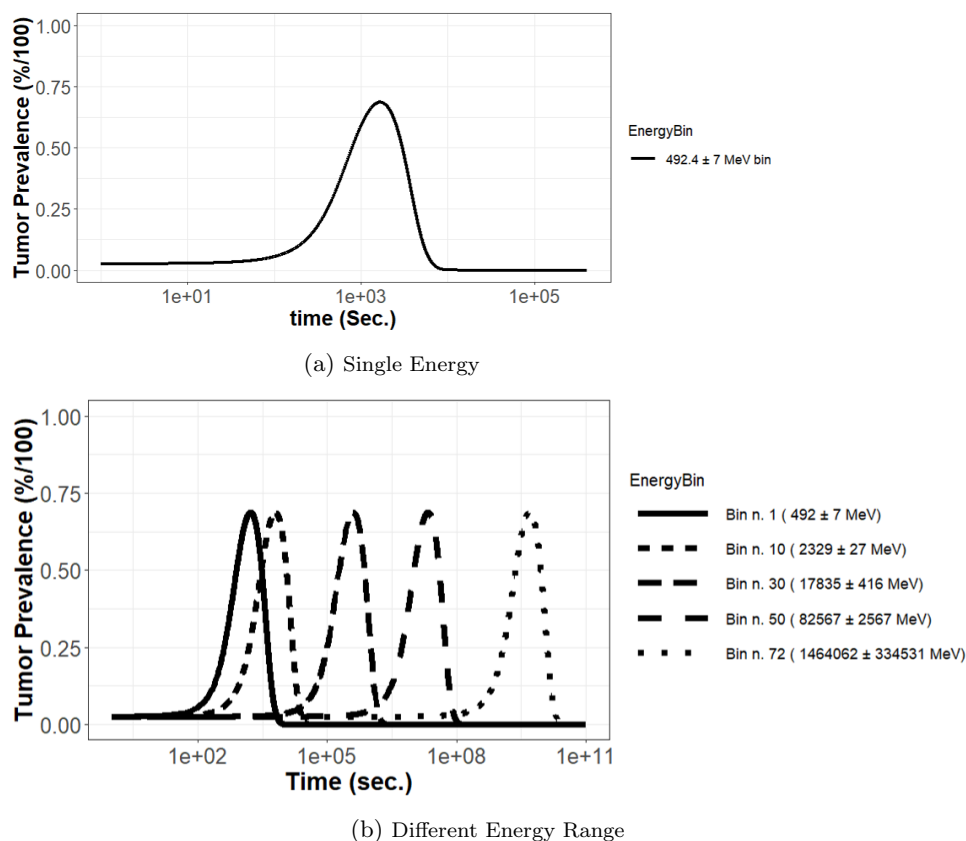 Tumor Prevalence (%/100)
1.00
0.75
0.50
0.25
0.00
1e+01 1e+03 1e+05
time (Sec.)
EnergyBin
492.4 ± 7 MeV bin
(a) Single Energy
Tumor Prevalence (%/100)
1.00
0.75
0.50
0.25
0.00
1e+02 1e+05 1e+08 1e+11
Time (sec.)
EnergyBin
Bin n. 1 ( 492 ± 7 MeV)
Bin n. 10 ( 2329 ± 27 MeV)
Bin n. 30 ( 17835 ± 416 MeV)
Bin n. 50 ( 82567 ± 2567 MeV)
Bin n. 72 ( 1464062 ± 334531 MeV)
(b) Different Energy Range